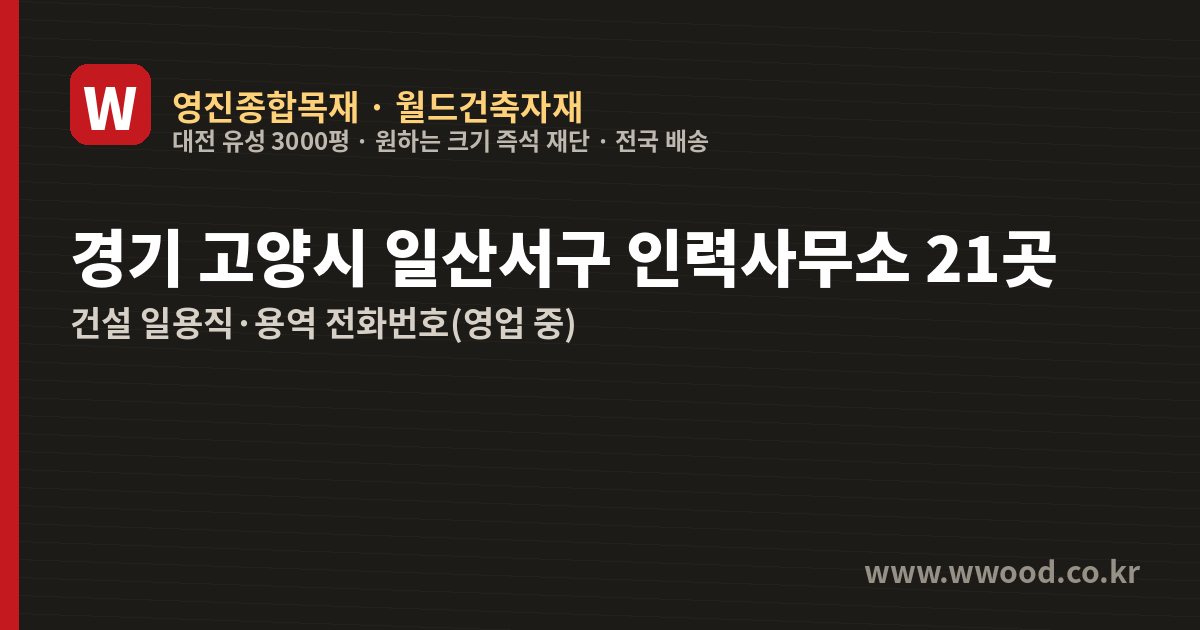 W
영진종합목재 · 월드건축자재
대전 유성 3000평 · 원하는 크기 즉석 재단 · 전국 배송
경기 고양시 일산서구 인력사무소 21곳
건설 일용직·용역 전화번호(영업 중)
www.wwood.co.kr